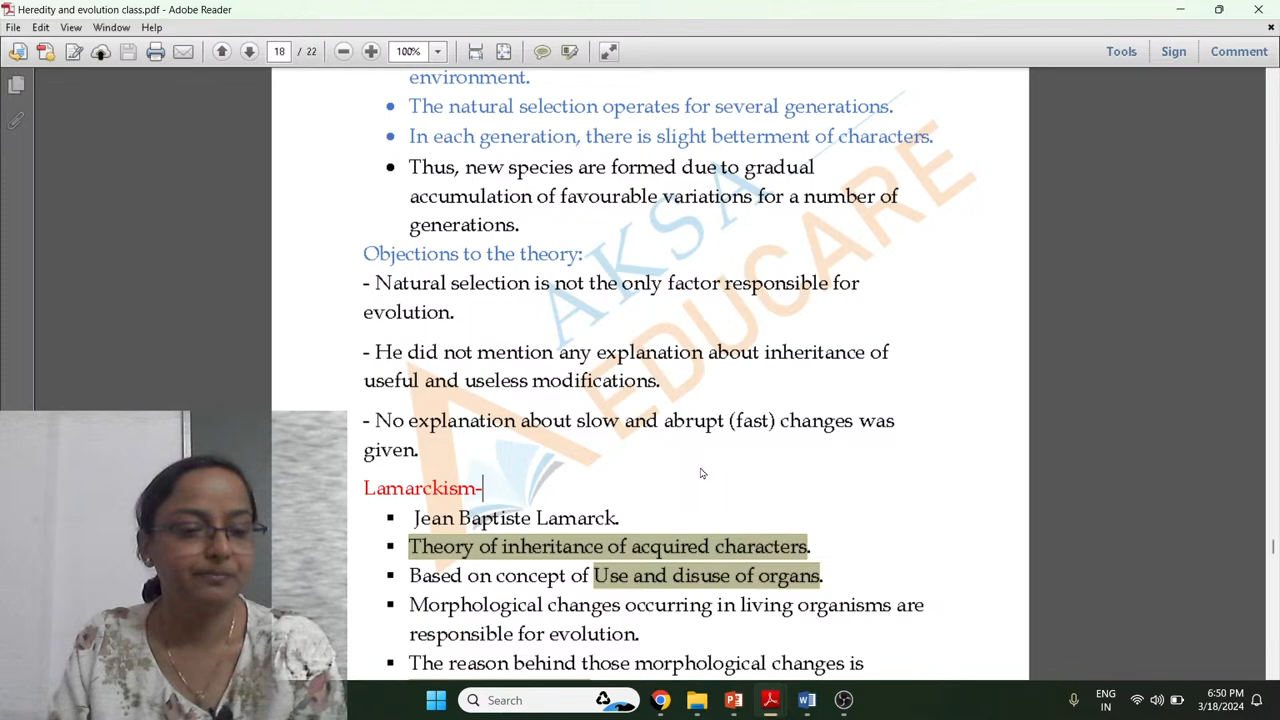 Heredity and evolution class.pdf - Adobe Reader
File Edit View Window Help
18 / 22 100% Tools Sign Comment
environment.
• The natural selection operates for several generations.
• In each generation, there is slight betterment of characters.
• Thus, new species are formed due to gradual
accumulation of favourable variations for a number of
generations.
Objections to the theory:
- Natural selection is not the only factor responsible for
evolution.
- He did not mention any explanation about inheritance of
useful and useless modifications.
- No explanation about slow and abrupt (fast) changes was
given.
Lamarckism-
▪ Jean Baptiste Lamarck.
▪ Theory of inheritance of acquired characters.
▪ Based on concept of Use and disuse of organs.
▪ Morphological changes occurring in living organisms are
responsible for evolution.
▪ The reason behind those morphological changes is
AKSA
EDUCARE
Search
ENG
IN
6:50 PM
3/18/2024